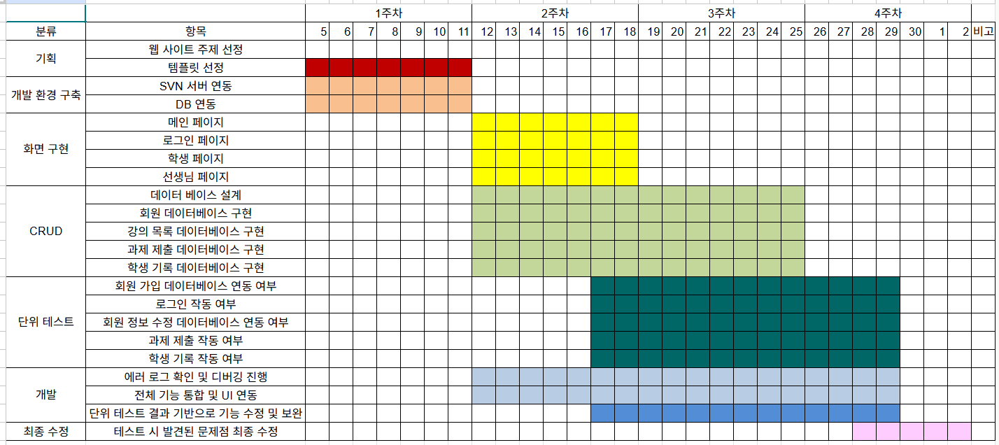 1주차 2주차 3주차 4주차
분류 항목 5 6 7 8 9 10 11 12 13 14 15 16 17 18 19 20 21 22 23 24 25 26 27 28 29 30 1 2 비고
기획
웹 사이트 주제 선정
템플릿 선정
개발 환경 구축
SVN 서버 연동
DB 연동
화면 구현
메인 페이지
로그인 페이지
학생 페이지
선생님 페이지
CRUD
데이터 베이스 설계
회원 데이터베이스 구현
강의 목록 데이터베이스 구현
과제 제출 데이터베이스 구현
학생 기록 데이터베이스 구현
단위 테스트
회원 가입 데이터베이스 연동 여부
로그인 작동 여부
회원 정보 수정 데이터베이스 연동 여부
과제 제출 작동 여부
학생 기록 작동 여부
개발
에러 로그 확인 및 디버깅 진행
전체 기능 통합 및 UI 연동
단위 테스트 결과 기반으로 기능 수정 및 보완
최종 수정
테스트 시 발견된 문제점 최종 수정